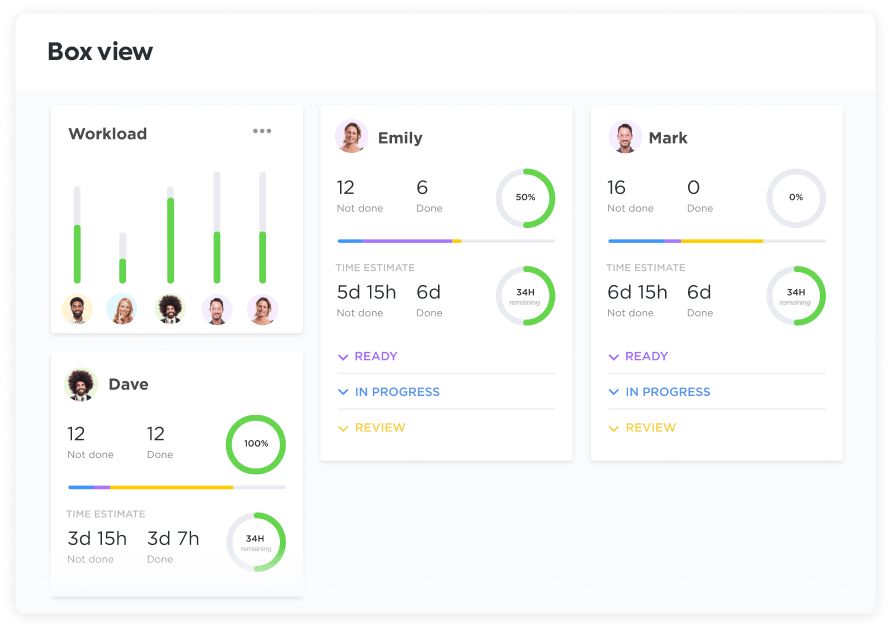 Box view
Workload
Dave
12 12
Not done Done
100%
TIME ESTIMATE
3d 15h 3d 7h
Not done Done
34H
remaining
Emily
12 6
Not done Done
50%
TIME ESTIMATE
5d 15h 6d
Not done Done
34H
remaining
READY
IN PROGRESS
REVIEW
Mark
16 0
Not done Done
0%
TIME ESTIMATE
6d 15h 6d
Not done Done
34H
remaining
READY
IN PROGRESS
REVIEW